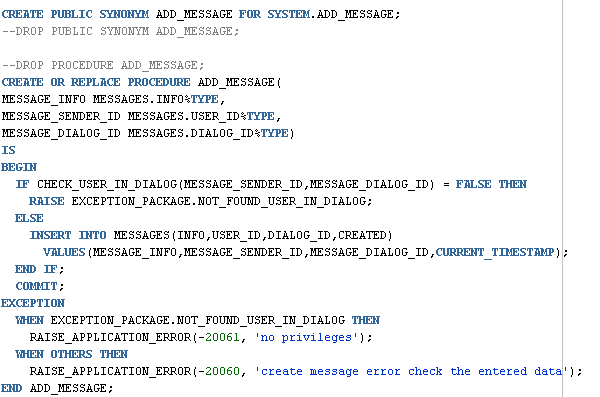 CREATE PUBLIC SYNONYM ADD_MESSAGE FOR SYSTEM.ADD_MESSAGE;
--DROP PUBLIC SYNONYM ADD_MESSAGE;
--DROP PROCEDURE ADD_MESSAGE;
CREATE OR REPLACE PROCEDURE ADD_MESSAGE(
MESSAGE_INFO MESSAGES.INFO%TYPE,
MESSAGE_SENDER_ID MESSAGES.USER_ID%TYPE,
MESSAGE_DIALOG_ID MESSAGES.DIALOG_ID%TYPE)
IS
BEGIN
  IF CHECK_USER_IN_DIALOG(MESSAGE_SENDER_ID,MESSAGE_DIALOG_ID) = FALSE THEN
    RAISE EXCEPTION_PACKAGE.NOT_FOUND_USER_IN_DIALOG;
  ELSE
    INSERT INTO MESSAGES(INFO,USER_ID,DIALOG_ID,CREATED)
      VALUES(MESSAGE_INFO,MESSAGE_SENDER_ID,MESSAGE_DIALOG_ID,CURRENT_TIMESTAMP);
  END IF;
  COMMIT;
EXCEPTION
  WHEN EXCEPTION_PACKAGE.NOT_FOUND_USER_IN_DIALOG THEN
    RAISE_APPLICATION_ERROR(-20061, 'no privileges');
  WHEN OTHERS THEN
    RAISE_APPLICATION_ERROR(-20060, 'create message error check the entered data');
END ADD_MESSAGE;